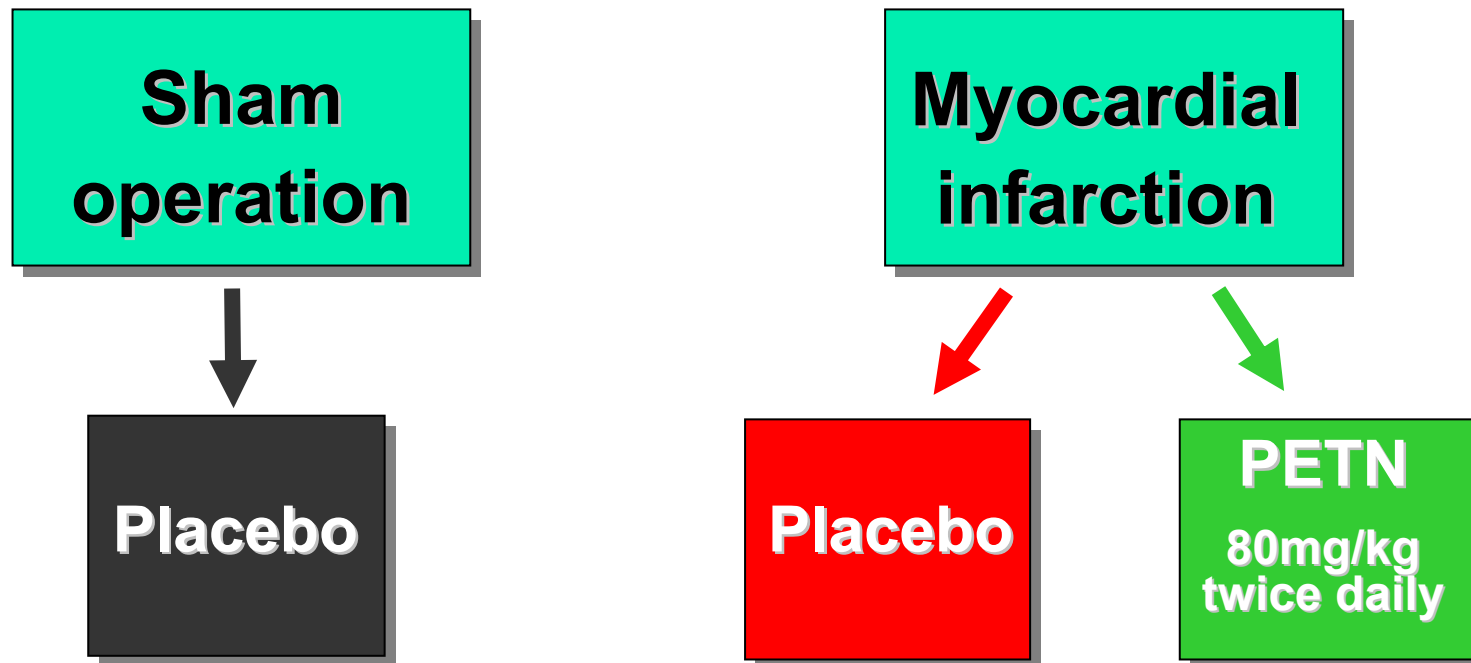 Sham
operation
Myocardial
infarction
Placebo
Placebo
PETN
80mg/kg
twice daily